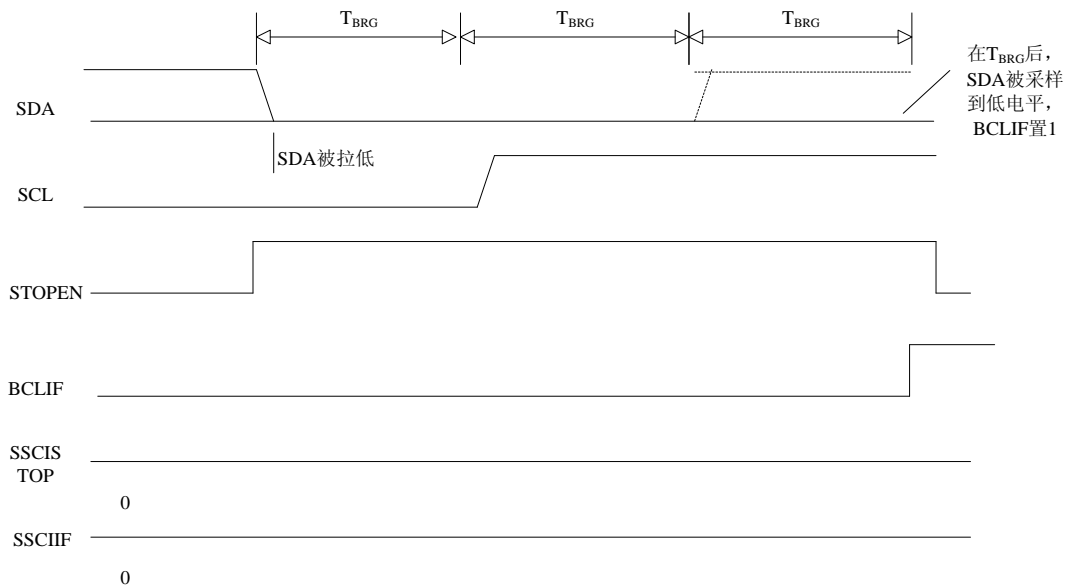 T_BRG T_BRG T_BRG
在T_BRG后，
SDA被采样
到低电平，
BCLIF置1
SDA
SDA被拉低
SCL
STOPEN
BCLIF
SSCIS
TOP
0
SSCIIF
0